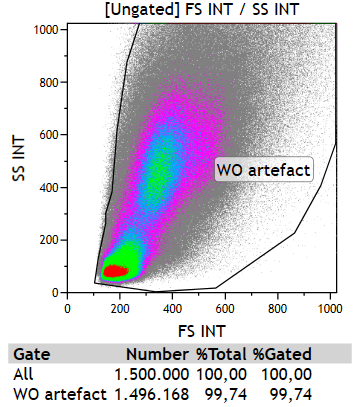 [Ungated] FS INT / SS INT
1000
800
600
400
200
0
SS INT
WO artefact
0 200 400 600 800 1000
FS INT
Gate Number %Total %Gated
All 1.500.000 100,00 100,00
WO artefact 1.496.168 99,74 99,74